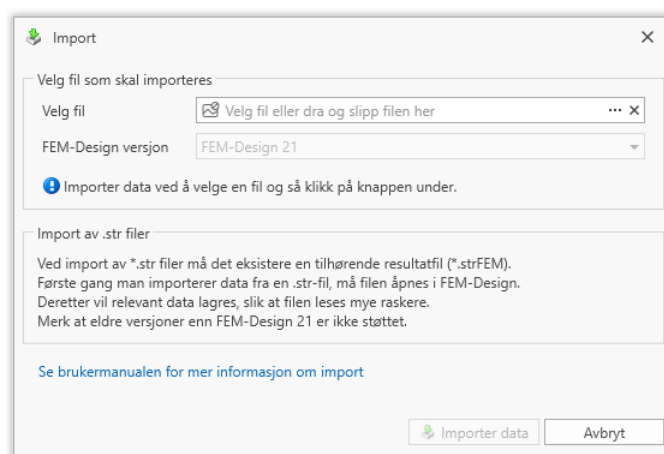 Import
Velg fil som skal importeres
Velg fil
Velg fil eller dra og slipp filen her
FEM-Design versjon
FEM-Design 21
Importer data ved å velge en fil og så klikk på knappen under.
Import av .str filer
Ved import av *.str filer må det eksistere en tilhørende resultatfil (*.strFEM).
Første gang man importerer data fra en .str-fil, må filen åpnes i FEM-Design.
Deretter vil relevant data lagres, slik at filen leses mye raskere.
Merk at eldre versjoner enn FEM-Design 21 er ikke støttet.
Se brukermanualen for mer informasjon om import
Importer data
Avbryt